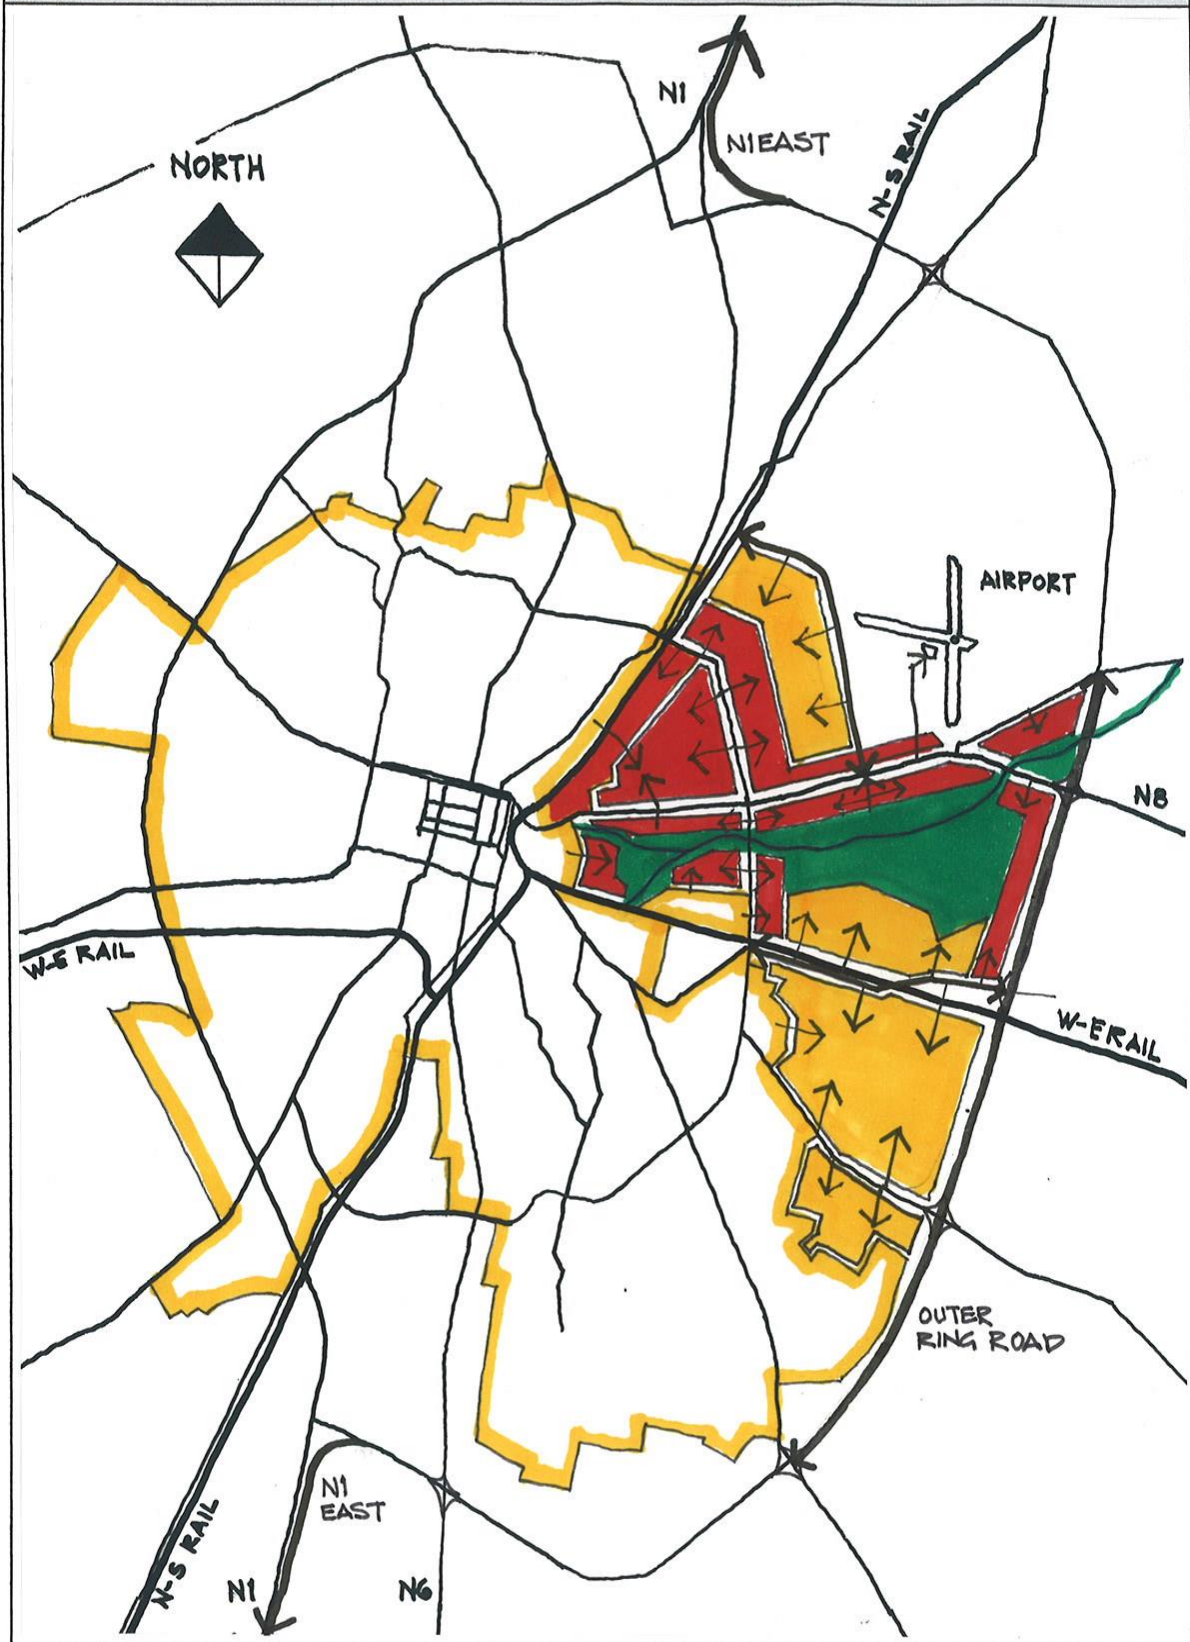 N1
N1EAST
N-S RAIL
NORTH
AIRPORT
N8
W-E RAIL
W-E RAIL
OUTER
RING ROAD
N1
EAST
N-S RAIL
N1
N6